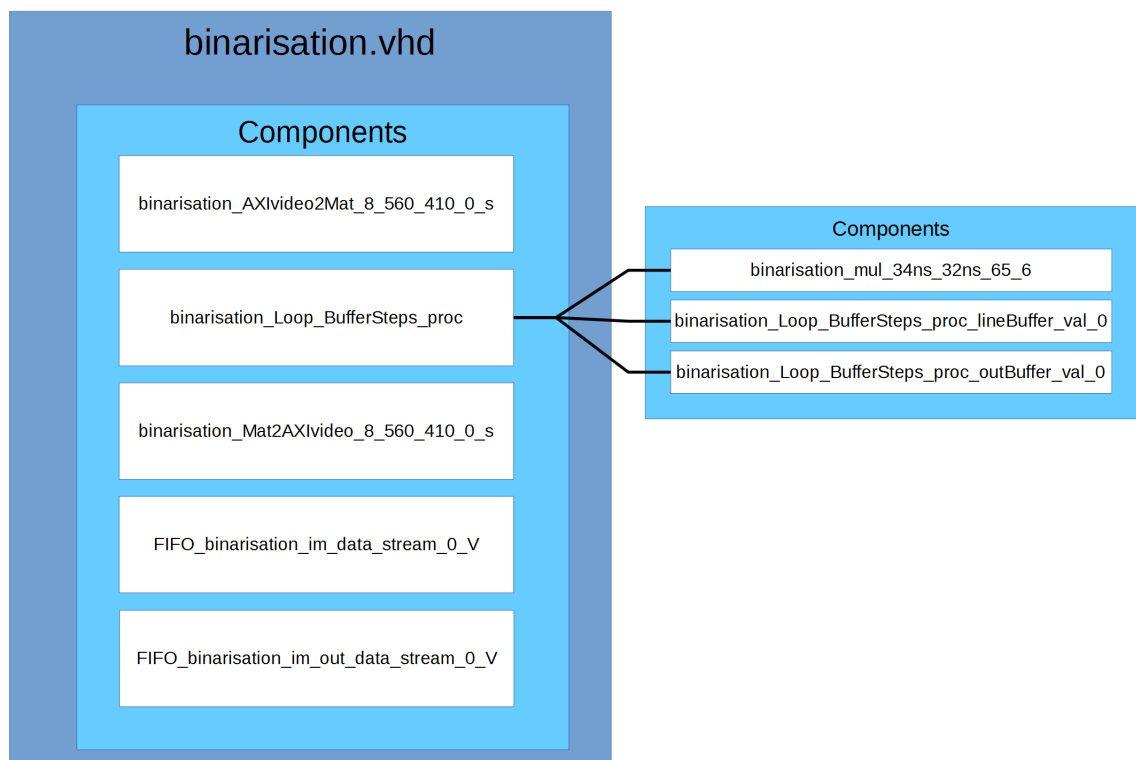 binarisation.vhd
Components
binarisation_AXIvideo2Mat_8_560_410_0_s
binarisation_Loop_BufferSteps_proc
binarisation_Mat2AXIvideo_8_560_410_0_s
FIFO_binarisation_im_data_stream_0_V
FIFO_binarisation_im_out_data_stream_0_V
Components
binarisation_mul_34ns_32ns_65_6
binarisation_Loop_BufferSteps_proc_lineBuffer_val_0
binarisation_Loop_BufferSteps_proc_outBuffer_val_0